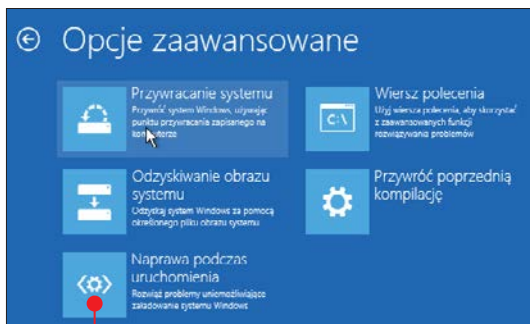 Opcje zaawansowane
Przywracanie systemu
Przywróć system Windows, używając
punktu przywracania zapisanego na
komputerze
Odzyskiwanie obrazu
systemu
Odzyskaj system Windows za pomocą
określonego pliku obrazu systemu
Naprawa podczas
uruchomienia
Rozwiąż problemy uniemożliwiające
załadowanie systemu Windows
Wiersz polecenia
Użyj wiersza polecenia, aby skorzystać
z zaawansowanych funkcji
rozwiązywania problemów
C:\
Przywróć poprzednią
kompilację